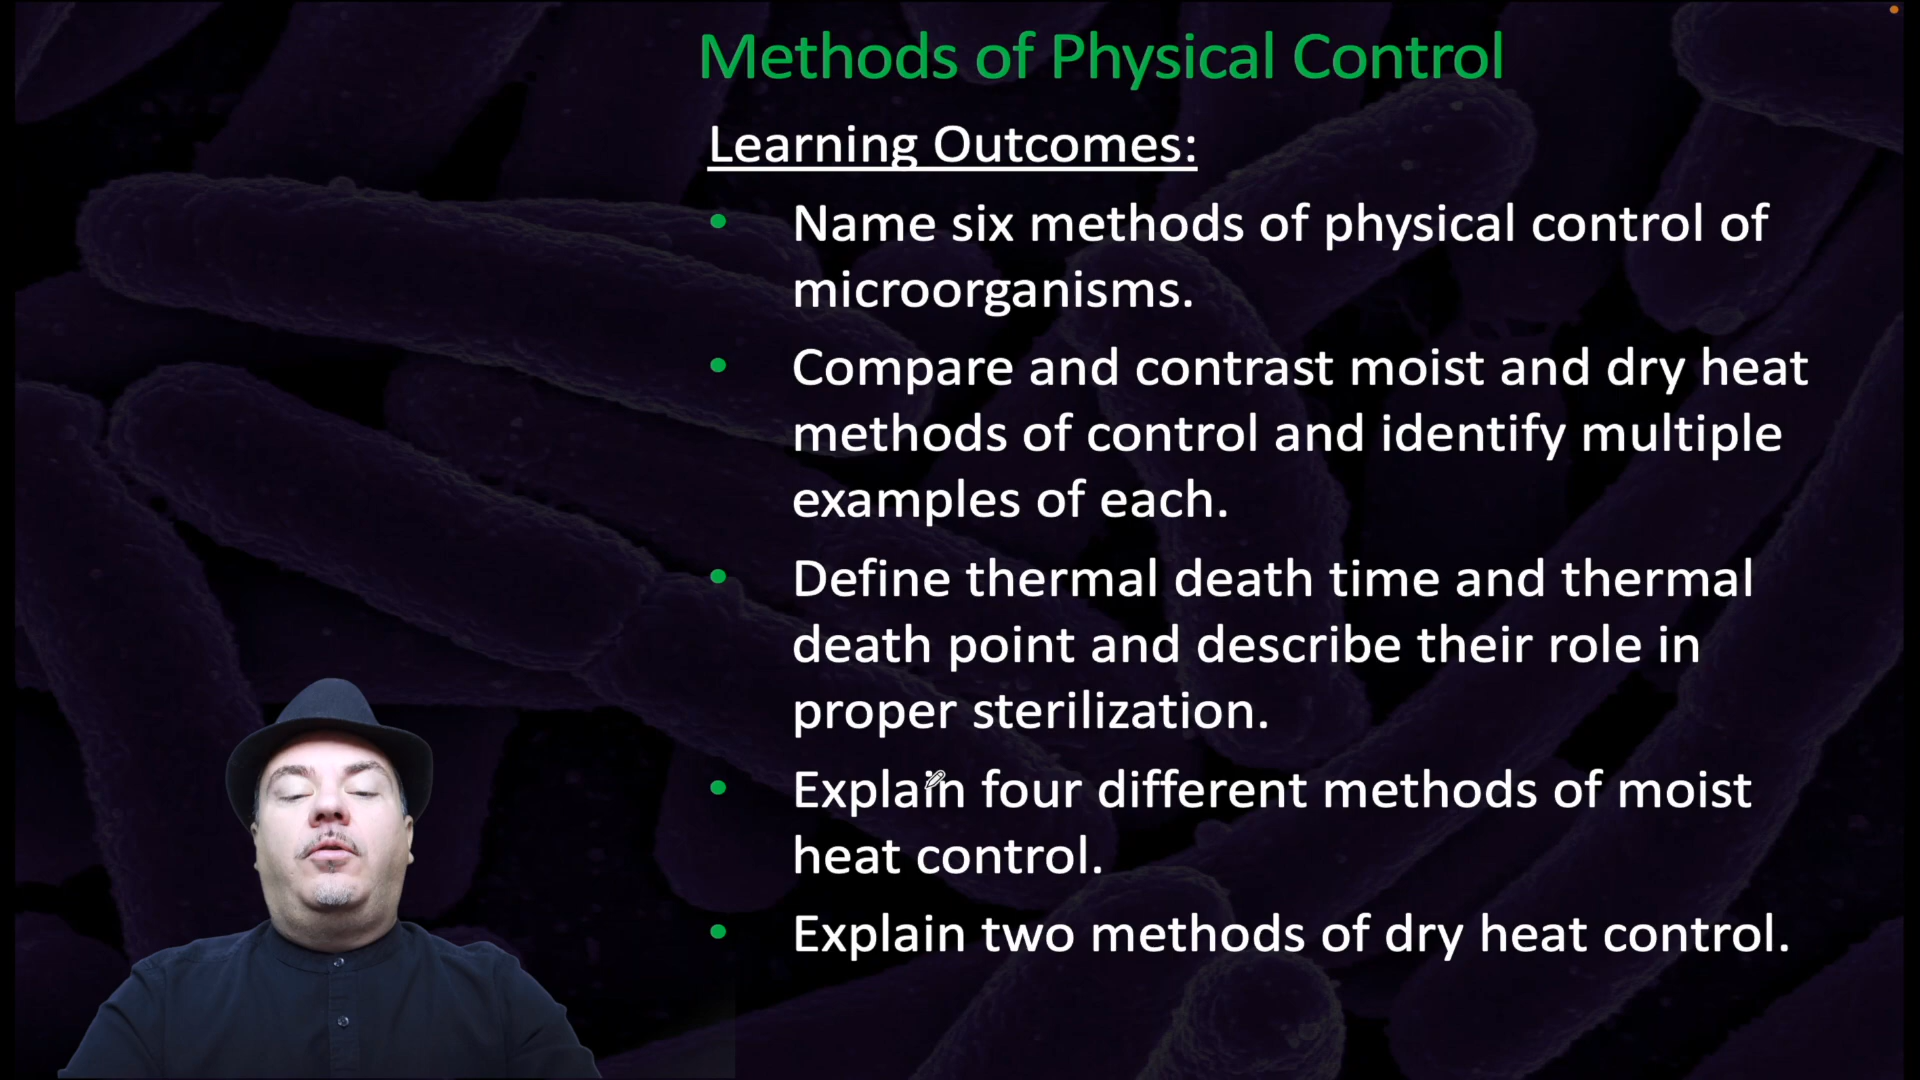 Methods of Physical Control
Learning Outcomes:
• Name six methods of physical control of
microorganisms.
• Compare and contrast moist and dry heat
methods of control and identify multiple
examples of each.
• Define thermal death time and thermal
death point and describe their role in
proper sterilization.
• Explain four different methods of moist
heat control.
• Explain two methods of dry heat control.